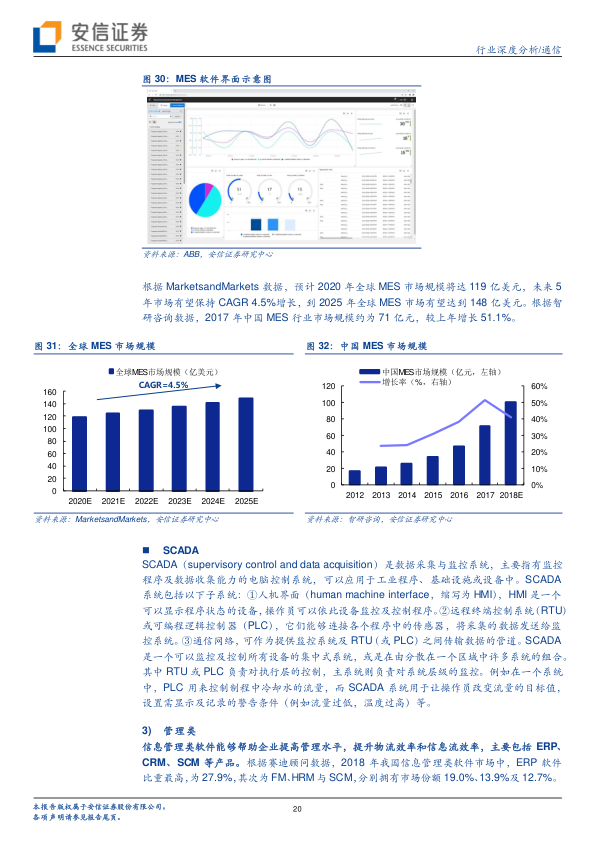 安信证券
ESSENCE SECURITIES
行业深度分析/通信
图 30：MES 软件界面示意图
资料来源：ABB，安信证券研究中心
根据 MarketsandMarkets 数据，预计 2020 年全球 MES 市场规模将达 119 亿美元，未来 5
年市场有望保持 CAGR 4.5%增长，到 2025 年全球 MES 市场有望达到 148 亿美元。根据智
研咨询数据，2017 年中国 MES 行业市场规模约为 71 亿元，较上年增长 51.1%。
图 31：全球 MES 市场规模
全球MES市场规模（亿美元）
CAGR=4.5%
160
140
120
100
80
60
40
20
0
2020E 2021E 2022E 2023E 2024E 2025E
资料来源：MarketsandMarkets，安信证券研究中心
图 32：中国 MES 市场规模
中国MES市场规模（亿元，左轴）
增长率（%，右轴）
120 60%
100 50%
80 40%
60 30%
40 20%
20 10%
0 0%
2012 2013 2014 2015 2016 2017 2018E
资料来源：智研咨询，安信证券研究中心
■ SCADA
SCADA（supervisory control and data acquisition）是数据采集与监控系统，主要指有监控
程序及数据收集能力的电脑控制系统，可以应用于工业程序、基础设施或设备中。SCADA
系统包括以下子系统：①人机界面（human machine interface，缩写为 HMI），HMI 是一个
可以显示程序状态的设备，操作员可以依此设备监控及控制程序。②远程终端控制系统(RTU)
或可编程逻辑控制器（PLC），它们能够连接各个程序中的传感器，将采集的数据发送给监
控系统。③通信网络，可作为提供监控系统及 RTU（或 PLC）之间传输数据的管道。SCADA
是一个可以监控及控制所有设备的集中式系统，或是在由分散在一个区域中许多系统的组合。
其中 RTU 或 PLC 负责对执行层的控制，主系统则负责对系统层级的监控。例如在一个系统
中，PLC 用来控制制程中冷却水的流量，而 SCADA 系统用于让操作员改变流量的目标值，
设置需显示及记录的警告条件（例如流量过低，温度过高）等。
3) 管理类
信息管理类软件能够帮助企业提高管理水平，提升物流效率和信息流效率，主要包括 ERP、
CRM、SCM 等产品。根据赛迪顾问数据，2018 年我国信息管理类软件市场中，ERP 软件
比重最高，为 27.9%，其次为 FM、HRM 与 SCM，分别拥有市场份额 19.0%、13.9%及 12.7%。
本报告版权属于安信证券股份有限公司。
各项声明请参见报告尾页。
20